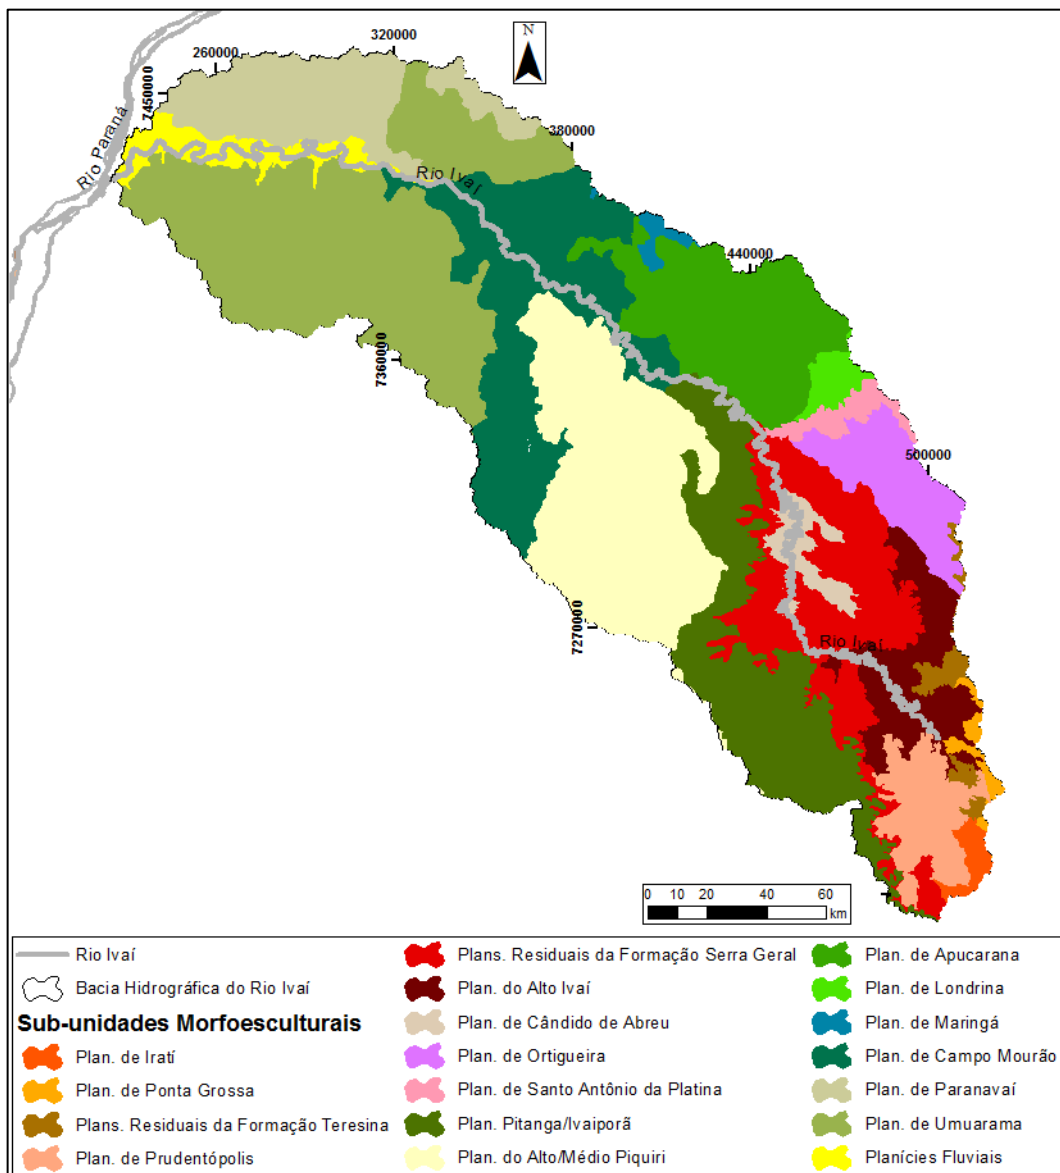 N
320000
260000
7450000
380000
Rio Paraná
Rio Ivaí
440000
7360000
500000
7270000
Rio Ivaí
0 10 20 40 60
km
Rio Ivaí
Bacia Hidrográfica do Rio Ivaí
Sub-unidades Morfoesculturais
Plan. de Iratí
Plan. de Ponta Grossa
Plans. Residuais da Formação Teresina
Plan. de Prudentópolis
Plans. Residuais da Formação Serra Geral
Plan. do Alto Ivaí
Plan. de Cândido de Abreu
Plan. de Ortigueira
Plan. de Santo Antônio da Platina
Plan. Pitanga/Ivaiporã
Plan. do Alto/Médio Piquiri
Plan. de Apucarana
Plan. de Londrina
Plan. de Maringá
Plan. de Campo Mourão
Plan. de Paranavaí
Plan. de Umuarama
Planícies Fluviais